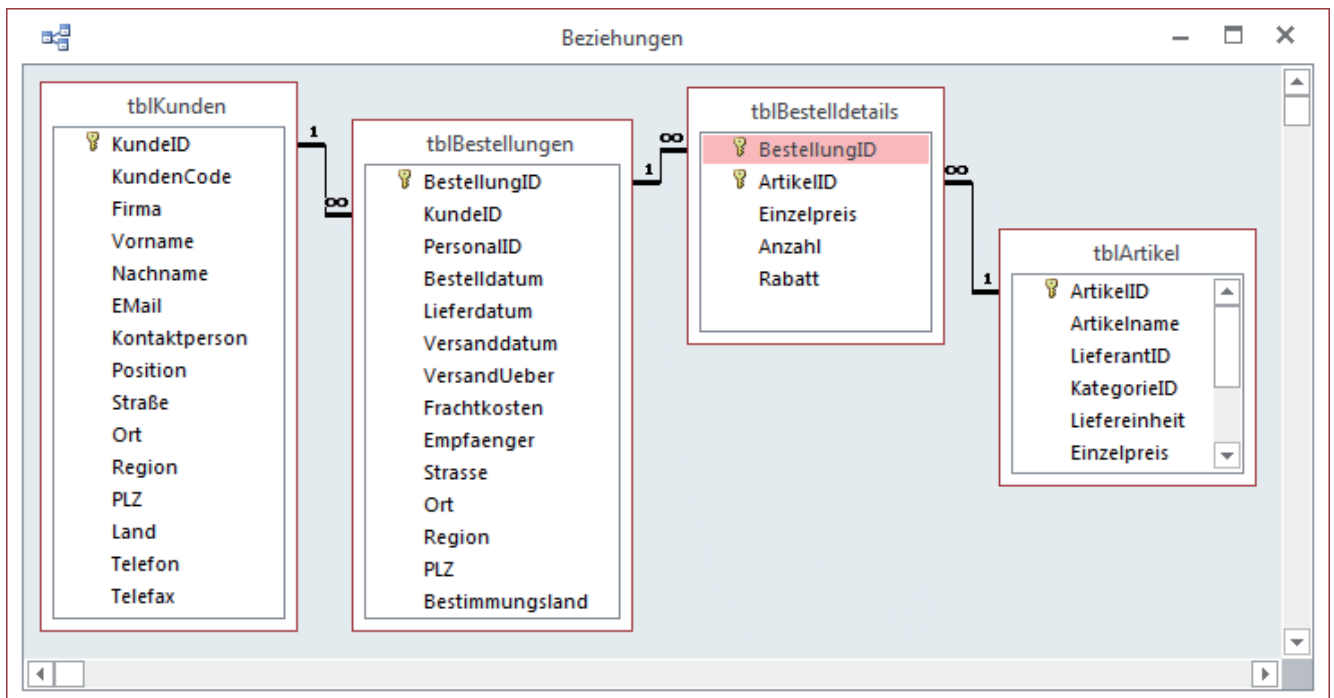 Beziehungen
tblKunden
KundeID
KundenCode
Firma
Vorname
Nachname
EMail
Kontaktperson
Position
Straße
Ort
Region
PLZ
Land
Telefon
Telefax
1
∞
tblBestellungen
BestellungID
KundeID
PersonalID
Bestelldatum
Lieferdatum
Versanddatum
VersandUeber
Frachtkosten
Empfaenger
Strasse
Ort
Region
PLZ
Bestimmungsland
1
∞
tblBestelldetails
BestellungID
ArtikelID
Einzelpreis
Anzahl
Rabatt
∞
1
tblArtikel
ArtikelID
Artikelname
LieferantID
KategorieID
Liefereinheit
Einzelpreis